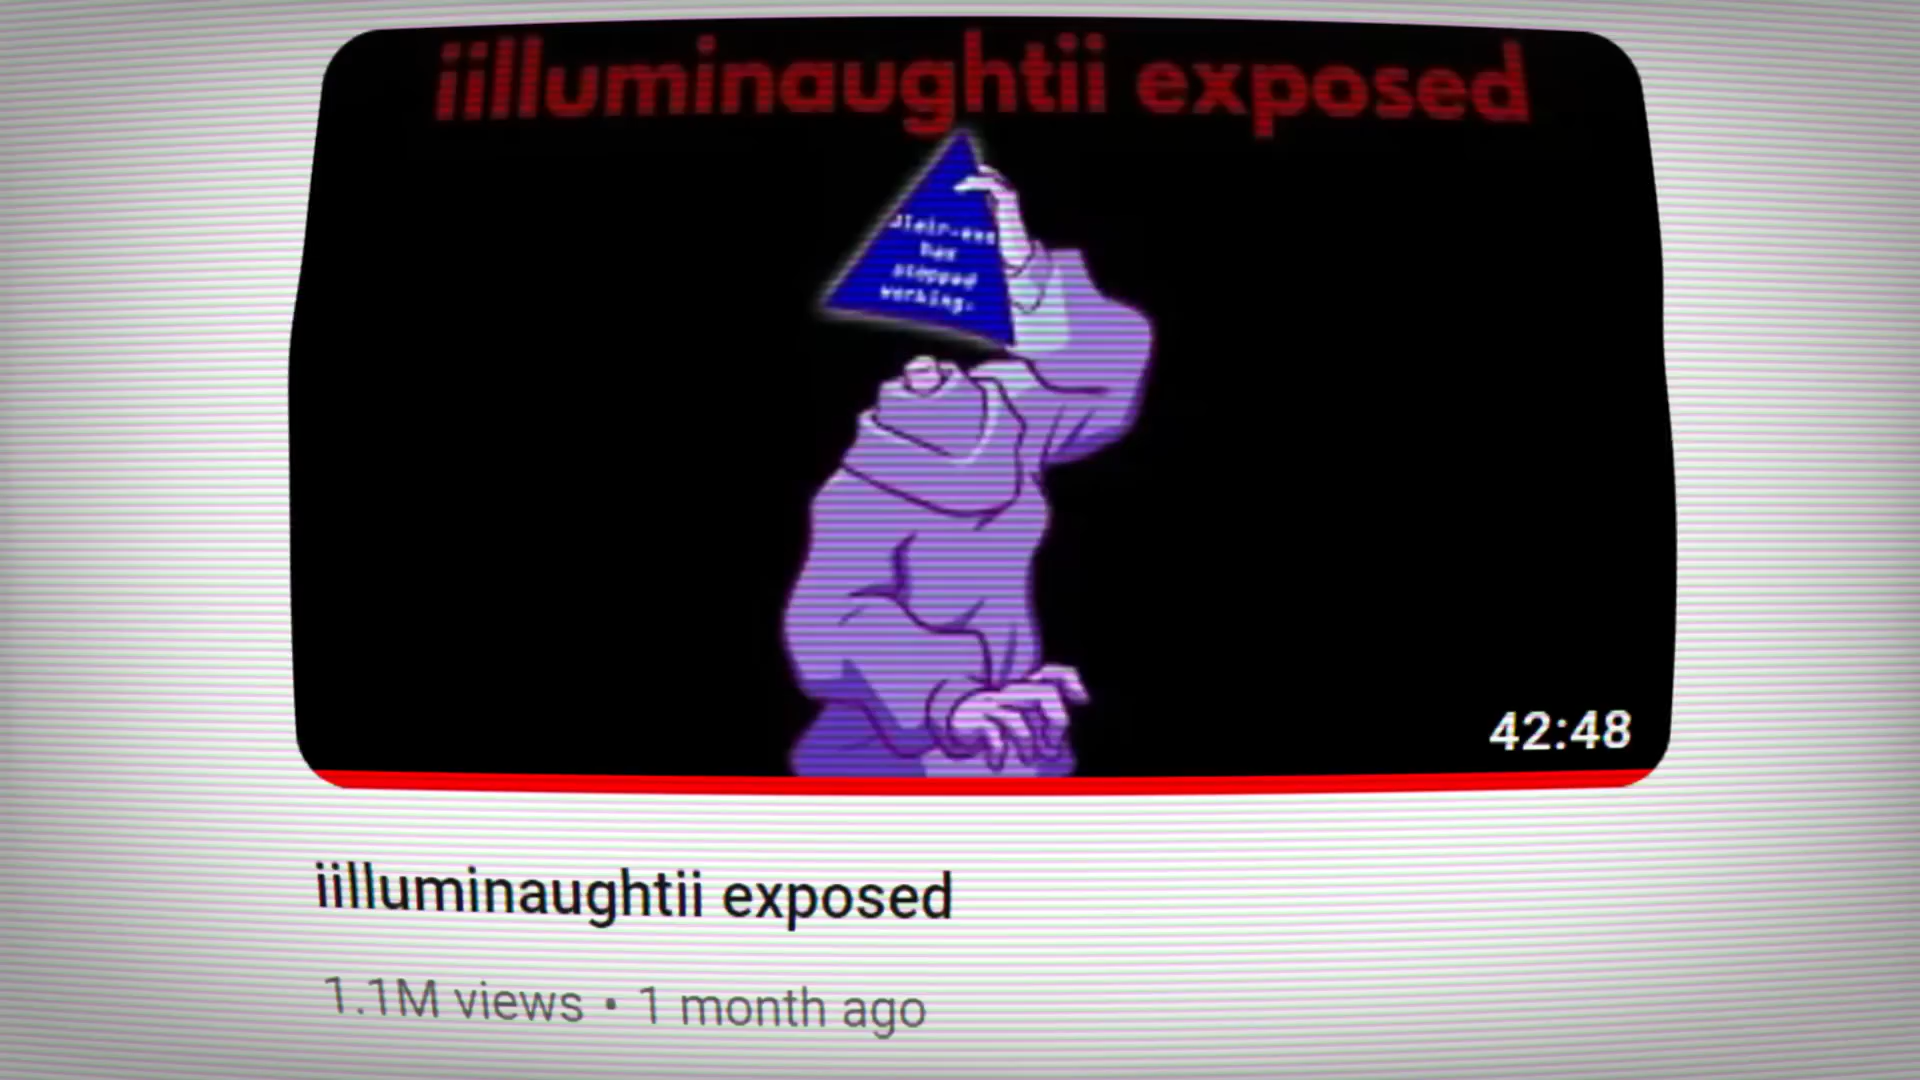 iilluminaughtii exposed
has
stopped
working.
42:48
iilluminaughtii exposed
1.1M views • 1 month ago